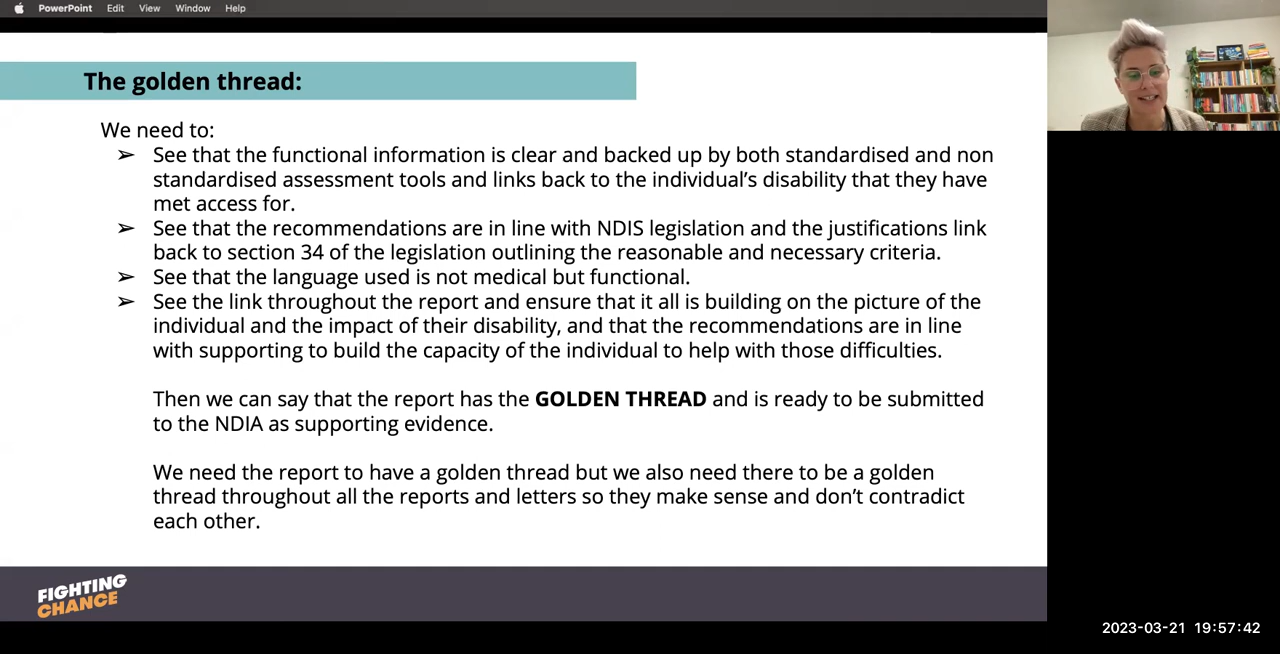 PowerPoint Edit View Window Help
The golden thread:
We need to:
➢ See that the functional information is clear and backed up by both standardised and non
standardised assessment tools and links back to the individual’s disability that they have
met access for.
➢ See that the recommendations are in line with NDIS legislation and the justifications link
back to section 34 of the legislation outlining the reasonable and necessary criteria.
➢ See that the language used is not medical but functional.
➢ See the link throughout the report and ensure that it all is building on the picture of the
individual and the impact of their disability, and that the recommendations are in line
with supporting to build the capacity of the individual to help with those difficulties.
Then we can say that the report has the GOLDEN THREAD and is ready to be submitted
to the NDIA as supporting evidence.
We need the report to have a golden thread but we also need there to be a golden
thread throughout all the reports and letters so they make sense and don’t contradict
each other.
FIGHTING
CHANCE
2023-03-21 19:57:42